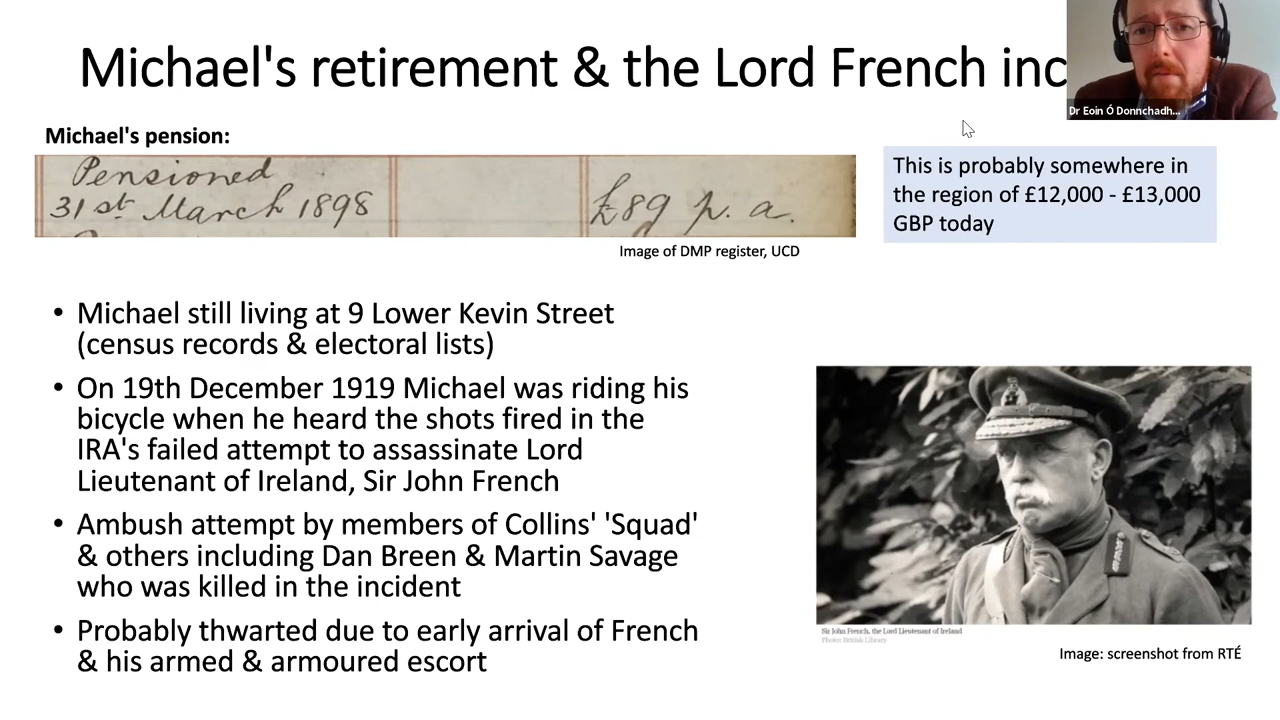 Michael's retirement & the Lord French inc
Dr Eoin Ó Donnchadh...
Michael's pension:
Pensioned
31st March 1898
£89 p. a.
Image of DMP register, UCD
This is probably somewhere in
the region of £12,000 - £13,000
GBP today
• Michael still living at 9 Lower Kevin Street
(census records & electoral lists)
• On 19th December 1919 Michael was riding his
bicycle when he heard the shots fired in the
IRA's failed attempt to assassinate Lord
Lieutenant of Ireland, Sir John French
• Ambush attempt by members of Collins' 'Squad'
& others including Dan Breen & Martin Savage
who was killed in the incident
• Probably thwarted due to early arrival of French
& his armed & armoured escort
Sir John French, the Lord Lieutenant of Ireland
Photo: British Library
Image: screenshot from RTÉ